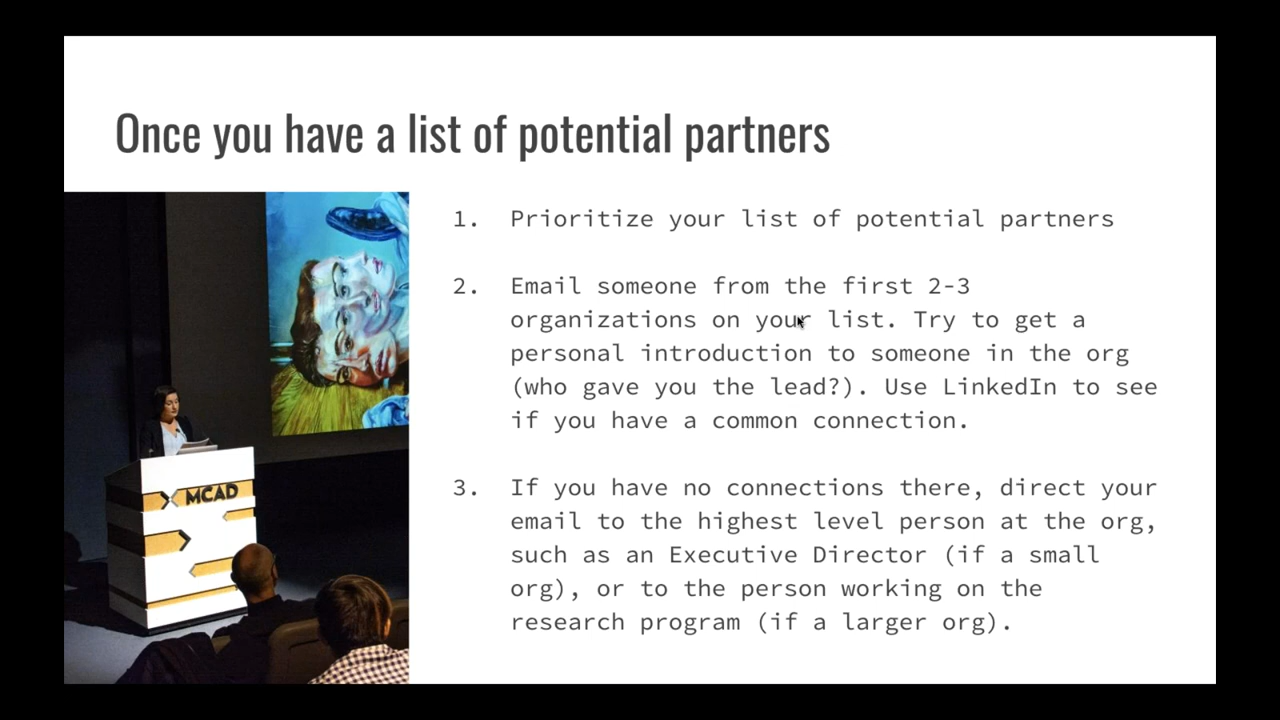 Once you have a list of potential partners
1. Prioritize your list of potential partners
2. Email someone from the first 2-3
organizations on your list. Try to get a
personal introduction to someone in the org
(who gave you the lead?). Use LinkedIn to see
if you have a common connection.
3. If you have no connections there, direct your
email to the highest level person at the org,
such as an Executive Director (if a small
org), or to the person working on the
research program (if a larger org).
MCAD